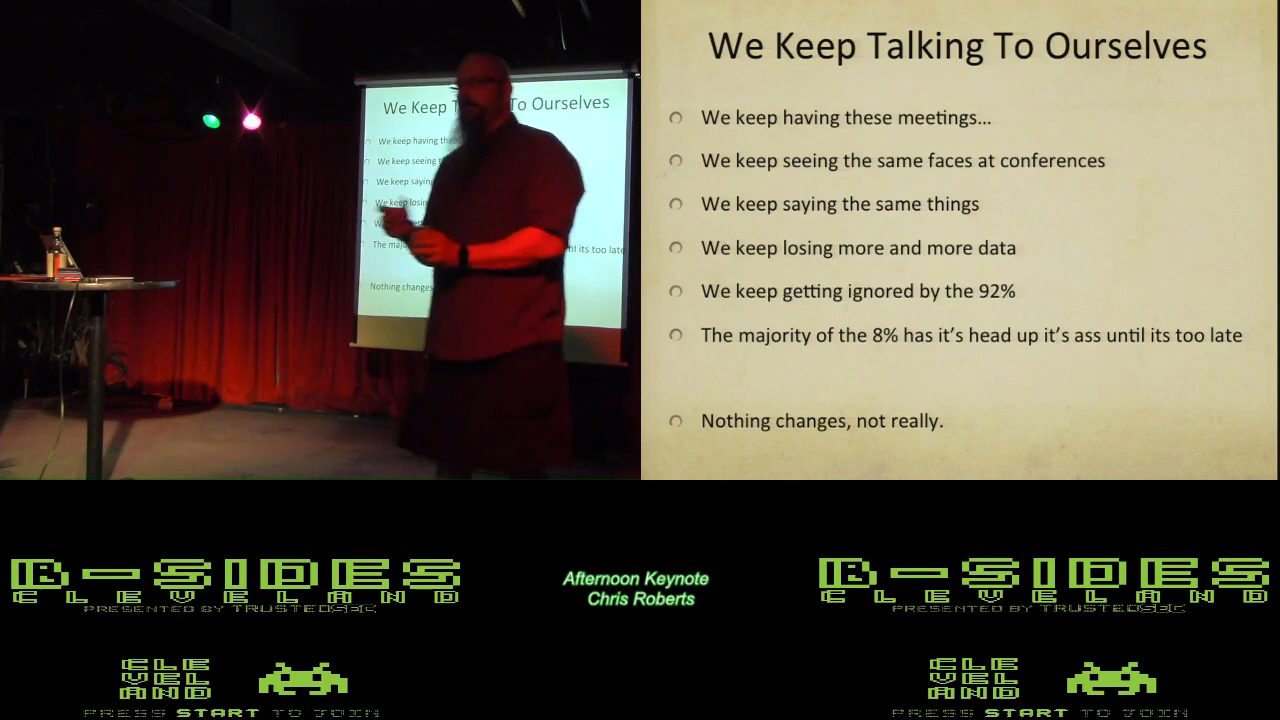 We Keep T To Ourselves
We keep having the
We keep seeing t
We keep saying
We keep losin
The majo til its too late
Nothing changes
We Keep Talking To Ourselves
We keep having these meetings...
We keep seeing the same faces at conferences
We keep saying the same things
We keep losing more and more data
We keep getting ignored by the 92%
The majority of the 8% has it's head up it's ass until its too late
Nothing changes, not really.
B-SIDES
CLEVELAND
PRESENTED BY TRUSTEDSEC
CLE
VEL
AND
PRESS START TO JOIN
Afternoon Keynote
Chris Roberts
B-SIDES
CLEVELAND
PRESENTED BY TRUSTEDSEC
CLE
VEL
AND
PRESS START TO JOIN